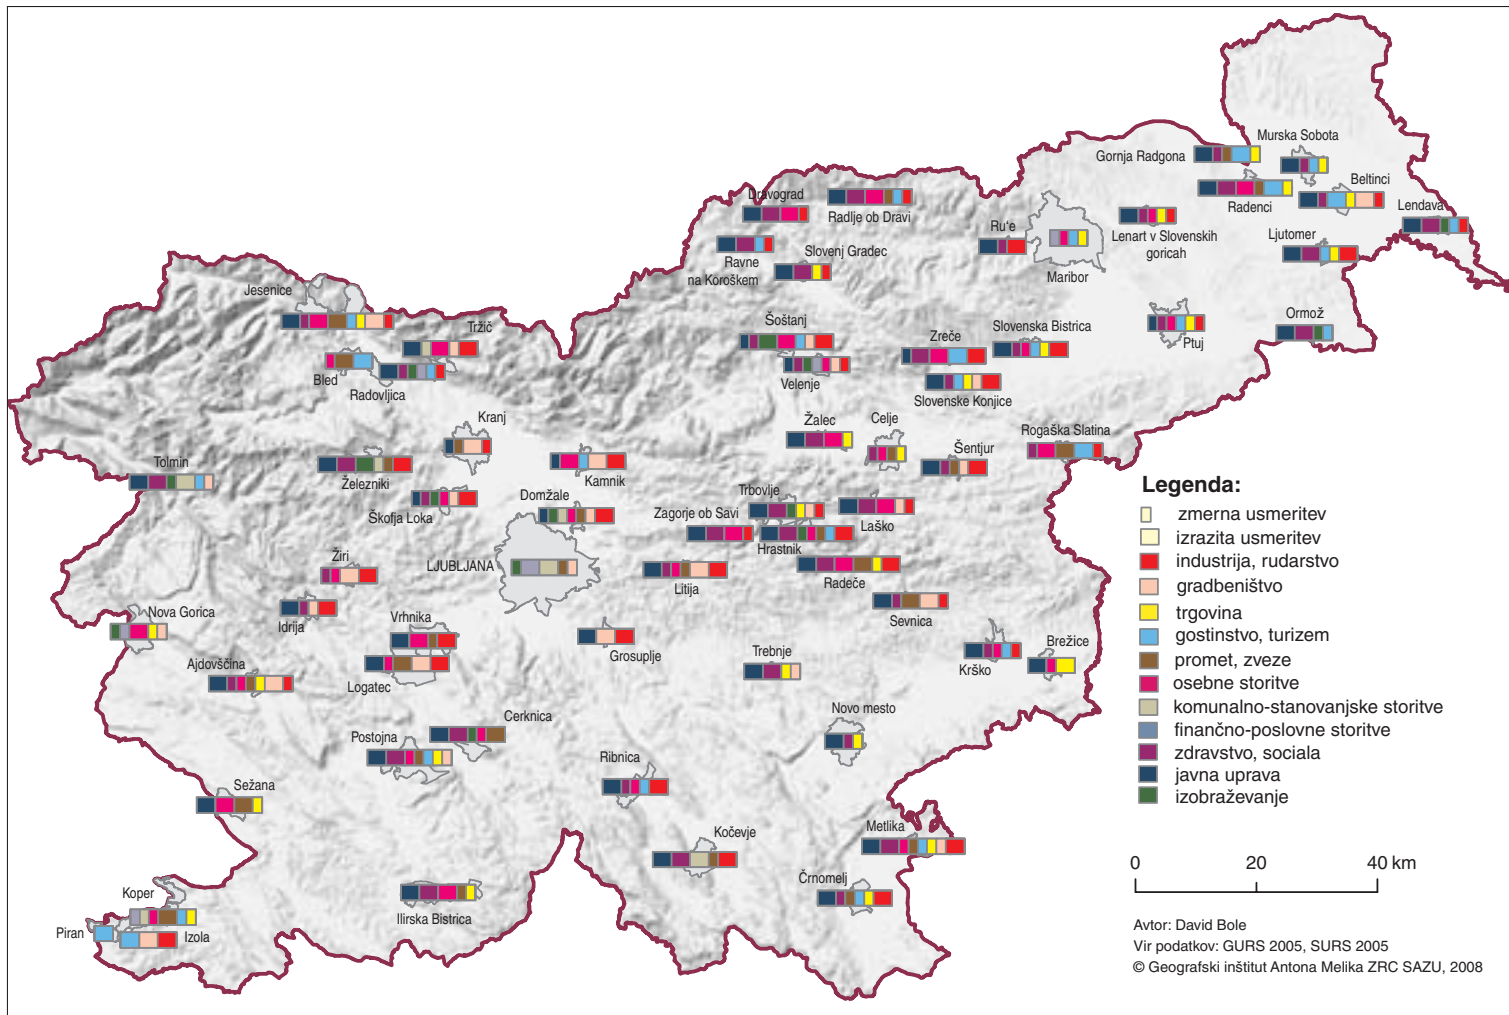 Murska Sobota
Gornja Radgona
Beltinci
Dravograd
Radlje ob Dravi
Radenci
Lendava
Ru'e
Lenart v Slovenskih
goricah
Ljutomer
Ravne
na Koroškem
Slovenj Gradec
Maribor
Jesenice
Tržič
Šoštanj
Zreče
Slovenska Bistrica
Ptuj
Ormož
Bled
Radovljica
Velenje
Slovenske Konjice
Kranj
Žalec
Celje
Rogaška Slatina
Šentjur
Tolmin
Železniki
Kamnik
Škofja Loka
Domžale
Trbovlje
Zagorje ob Savi
Laško
Hrastnik
Žiri
LJUBLJANA
Litija
Radeče
Idrija
Sevnica
Nova Gorica
Vrhnika
Grosuplje
Trebnje
Krško
Brežice
Ajdovščina
Logatec
Cerknica
Novo mesto
Postojna
Ribnica
Sežana
Kočevje
Metlika
Črnomelj
Koper
Ilirska Bistrica
Piran
Izola
Legenda:
zmerna usmeritev
izrazita usmeritev
industrija, rudarstvo
gradbeništvo
trgovina
gostinstvo, turizem
promet, zveze
osebne storitve
komunalno-stanovanjske storitve
finančno-poslovne storitve
zdravstvo, sociala
javna uprava
izobraževanje
0 20 40 km
Avtor: David Bole
Vir podatkov: GURS 2005, SURS 2005
© Geografski inštitut Antona Melika ZRC SAZU, 2008